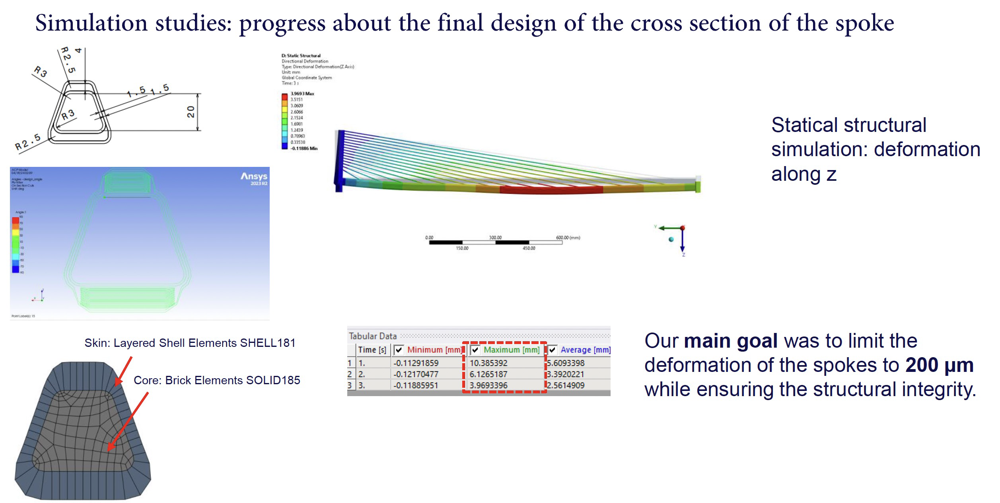 Simulation studies: progress about the final design of the cross section of the spoke
R2.5
4
R3
1.5 1.5
20
R3
R2.5
D: Static Structural
Directional Deformation
Type: Directional Deformation(Z Axis)
Unit: mm
Global Coordinate System
Time: 3 s
3.9693 Max
3.5151
3.0609
2.6066
2.1524
1.6981
1.2439
0.78963
0.33538
-0.11886 Min
Statical structural
simulation: deformation
along z
0.00 300.00 600.00 (mm)
150.00 450.00
Y
Z
ACP Model
Angles - design_angle
Ply-Wise
On Section Cuts
Unit: deg
Ansys
2023 R2
Angle.1
90
70
50
30
10
-10
-30
-50
-70
-90
Z
X Y
Point Label(s): 15
Skin: Layered Shell Elements SHELL181
Core: Brick Elements SOLID185
Tabular Data
Time [s] Minimum [mm] Maximum [mm] Average [mm]
1 1. -0.11291859 10.385392 5.6093398
2 2. -0.12170477 6.1265187 3.3920221
3 3. -0.11885951 3.9693396 2.5614909
Our main goal was to limit the
deformation of the spokes to 200 µm
while ensuring the structural integrity.